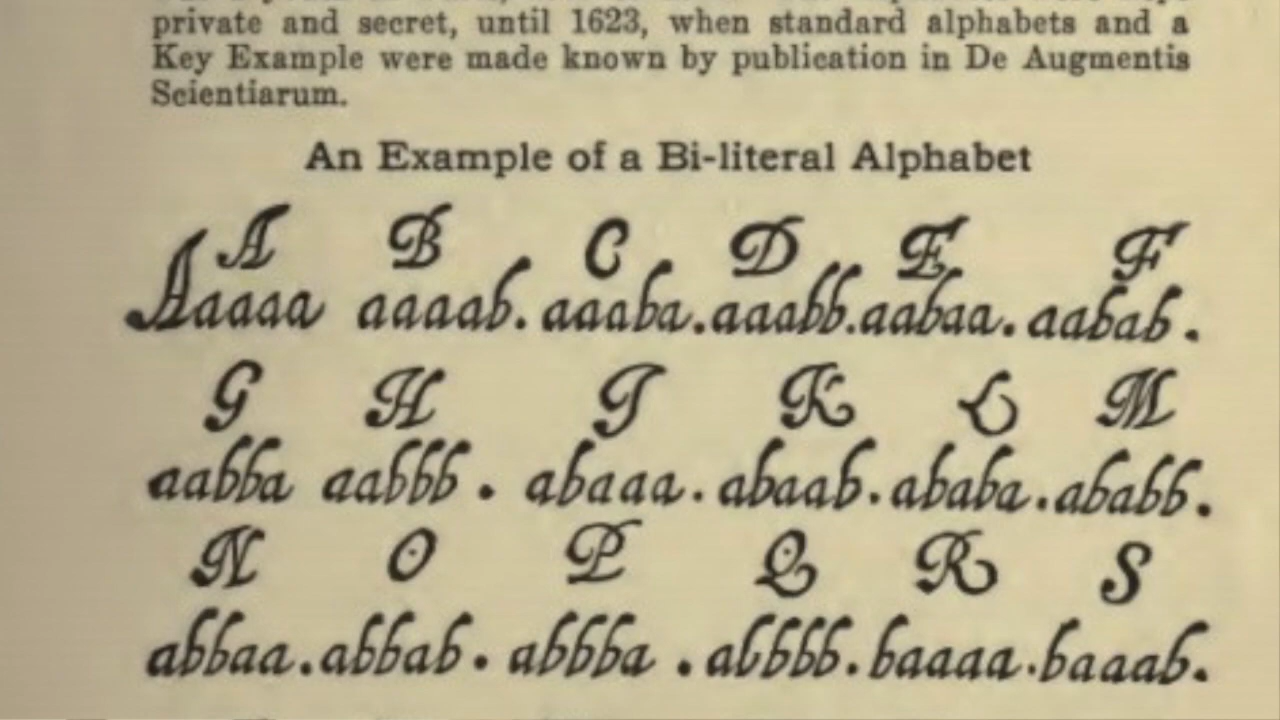 private and secret, until 1623, when standard alphabets and a
Key Example were made known by publication in De Augmentis
Scientiarum.
An Example of a Bi-literal Alphabet
A B C D E F
Aaaaa aaaab. aaaba. aaabb. aabaa. aabab.
G H I K L M
aabba aabbb. abaaa. abaab. ababa. ababb.
N O P Q R S
abbaa. abbab. abbba. abbbb. baaaa. baaab.